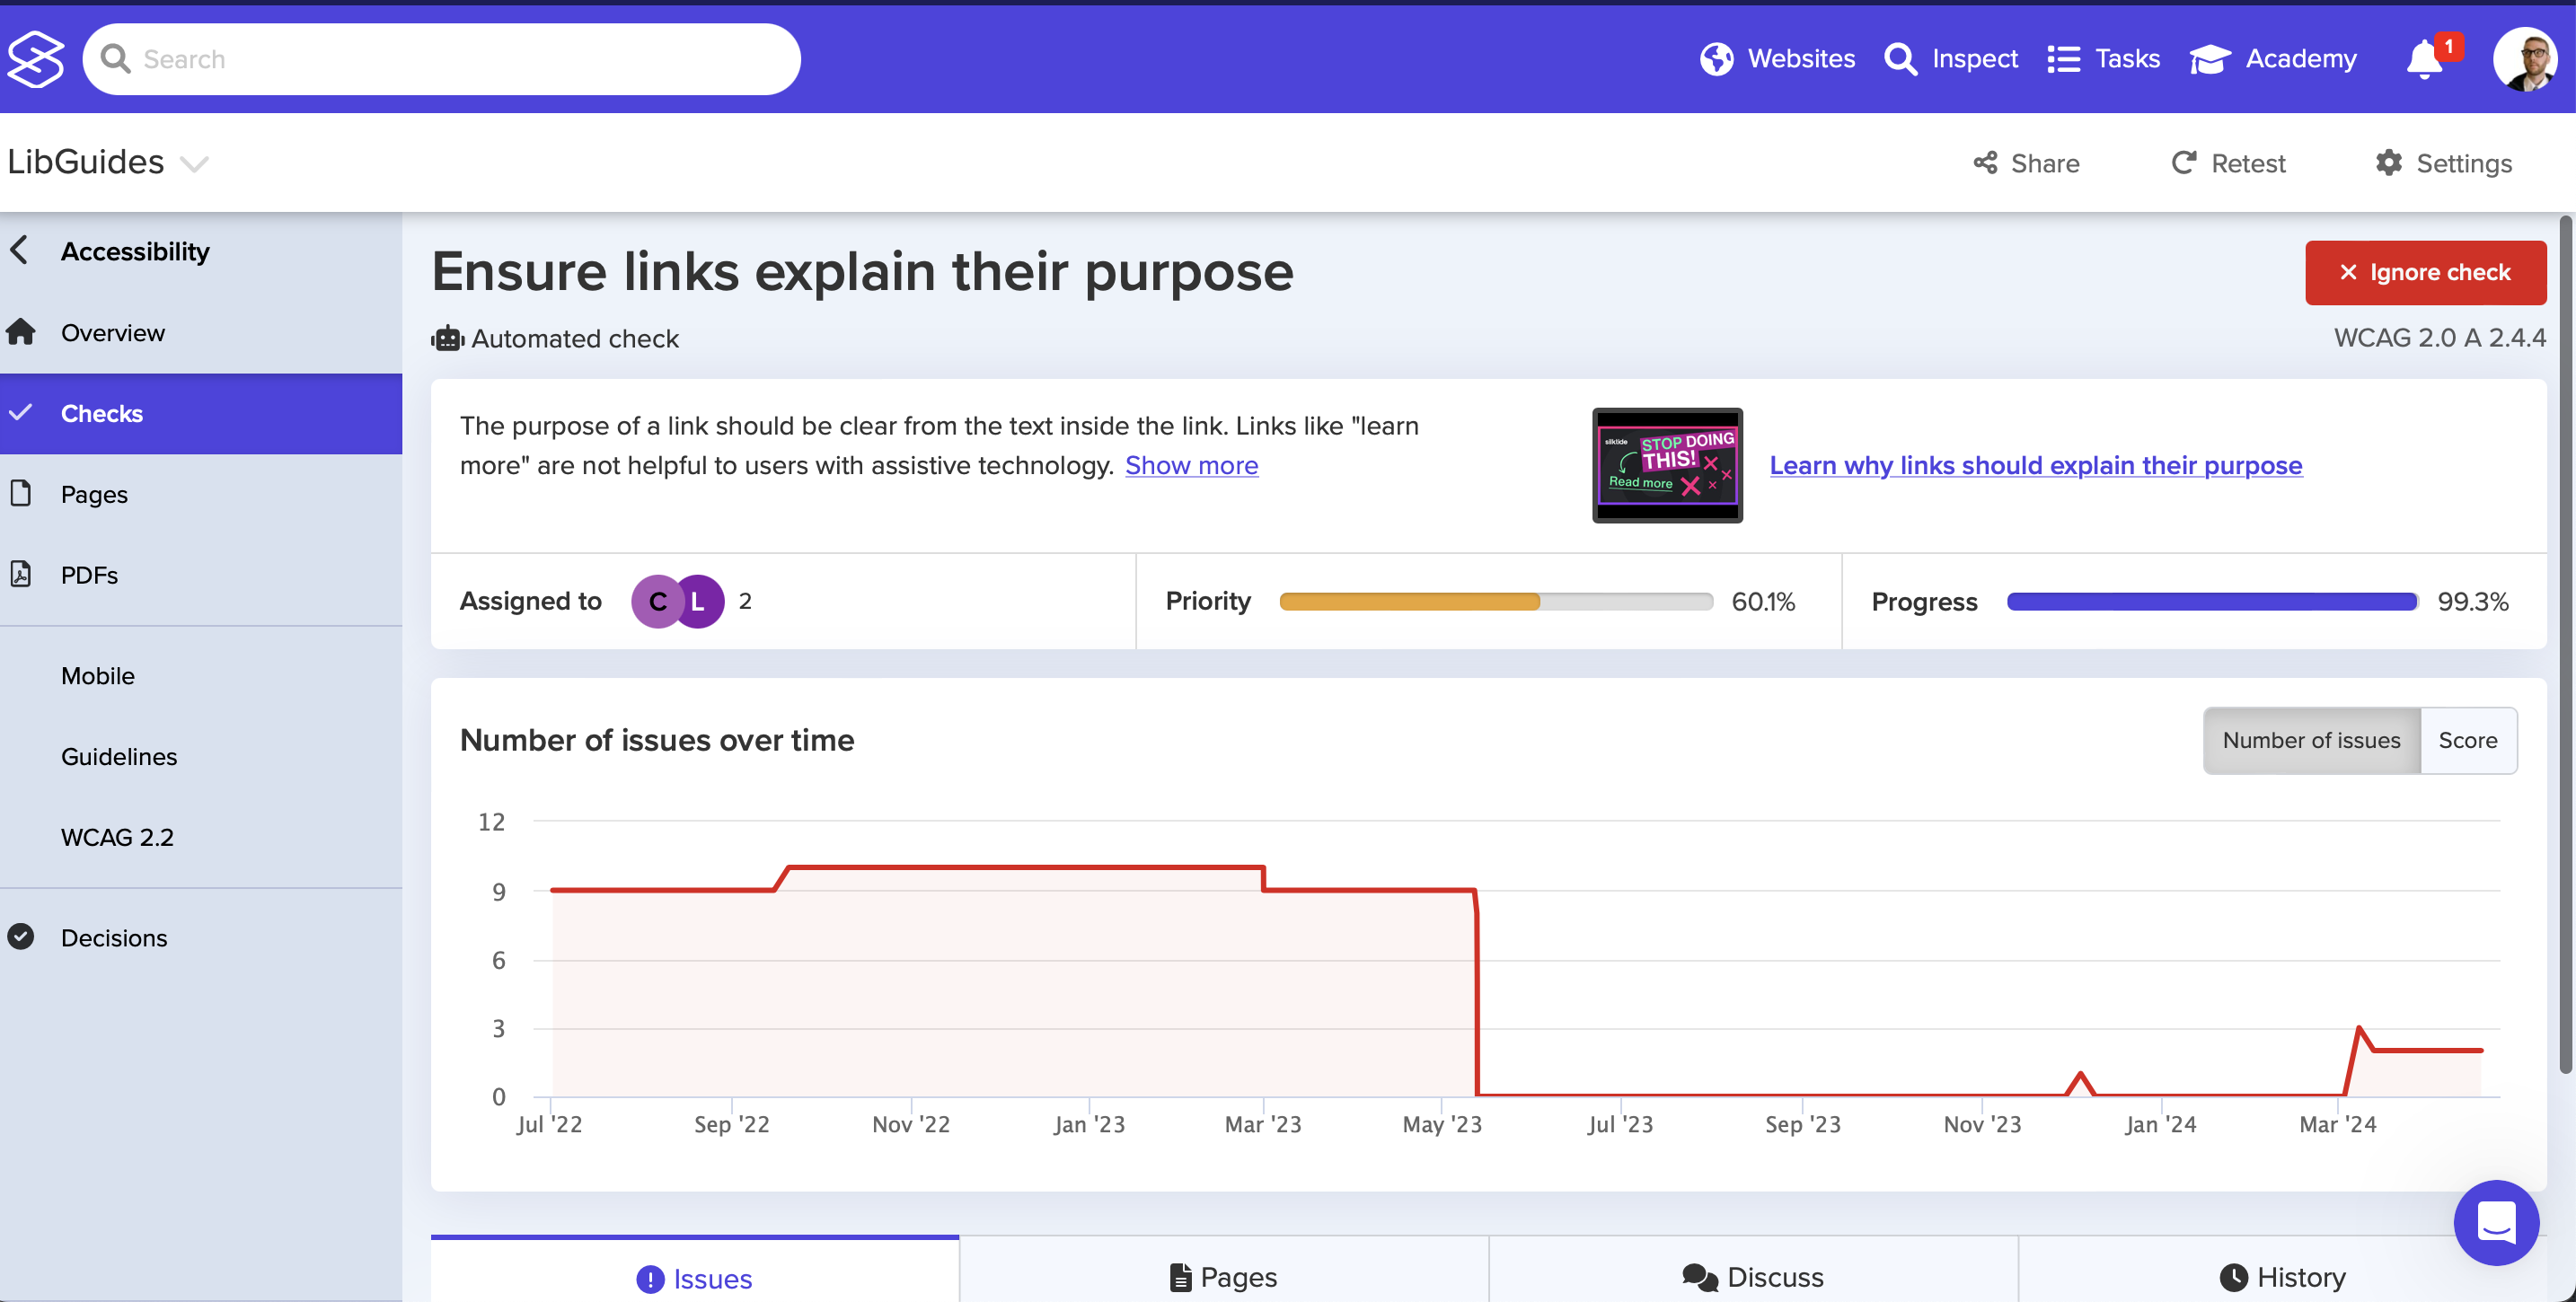 Search
Websites
Inspect
Tasks
Academy
1
LibGuides
Share
Retest
Settings
Accessibility
Overview
Checks
Pages
PDFs
Mobile
Guidelines
WCAG 2.2
Decisions
Ensure links explain their purpose
Ignore check
Automated check
WCAG 2.0 A 2.4.4
The purpose of a link should be clear from the text inside the link. Links like "learn
more" are not helpful to users with assistive technology. Show more
silktide
STOP DOING
THIS!
Read more
Learn why links should explain their purpose
Assigned to
C L 2
Priority
60.1%
Progress
99.3%
Number of issues over time
Number of issues
Score
12
9
6
3
0
Jul '22
Sep '22
Nov '22
Jan '23
Mar '23
May '23
Jul '23
Sep '23
Nov '23
Jan '24
Mar '24
Issues
Pages
Discuss
History